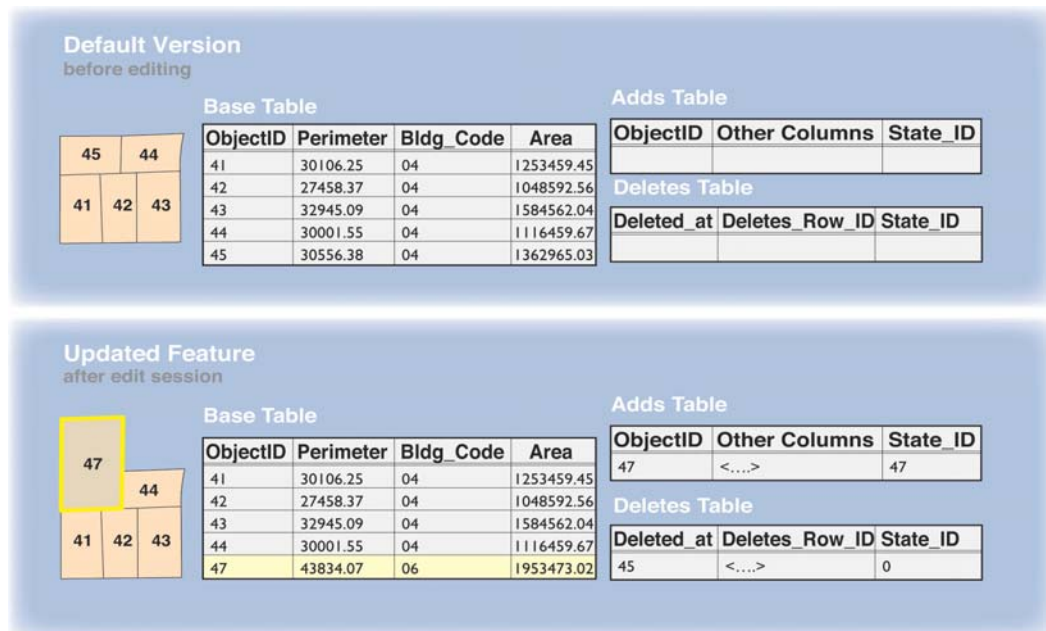 Default Version
before editing
45 44
41 42 43
Base Table
ObjectID Perimeter Bldg_Code Area
41 30106.25 04 1253459.45
42 27458.37 04 1048592.56
43 32945.09 04 1584562.04
44 30001.55 04 1116459.67
45 30556.38 04 1362965.03
Adds Table
ObjectID Other Columns State_ID
Deletes Table
Deleted_at Deletes_Row_ID State_ID
Updated Feature
after edit session
47
44
41 42 43
Base Table
ObjectID Perimeter Bldg_Code Area
41 30106.25 04 1253459.45
42 27458.37 04 1048592.56
43 32945.09 04 1584562.04
44 30001.55 04 1116459.67
47 43834.07 06 1953473.02
Adds Table
ObjectID Other Columns State_ID
47 <....> 47
Deletes Table
Deleted_at Deletes_Row_ID State_ID
45 <....> 0